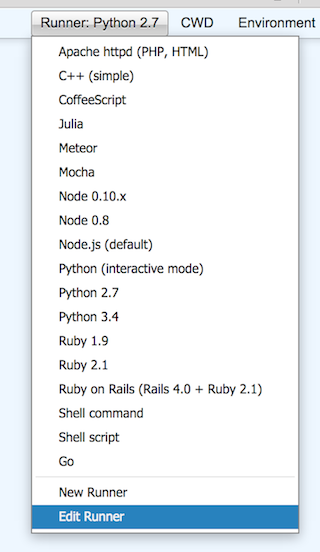 Runner: Python 2.7 CWD Environment
Apache httpd (PHP, HTML)
C++ (simple)
CoffeeScript
Julia
Meteor
Mocha
Node 0.10.x
Node 0.8
Node.js (default)
Python (interactive mode)
Python 2.7
Python 3.4
Ruby 1.9
Ruby 2.1
Ruby on Rails (Rails 4.0 + Ruby 2.1)
Shell command
Shell script
Go
New Runner
Edit Runner